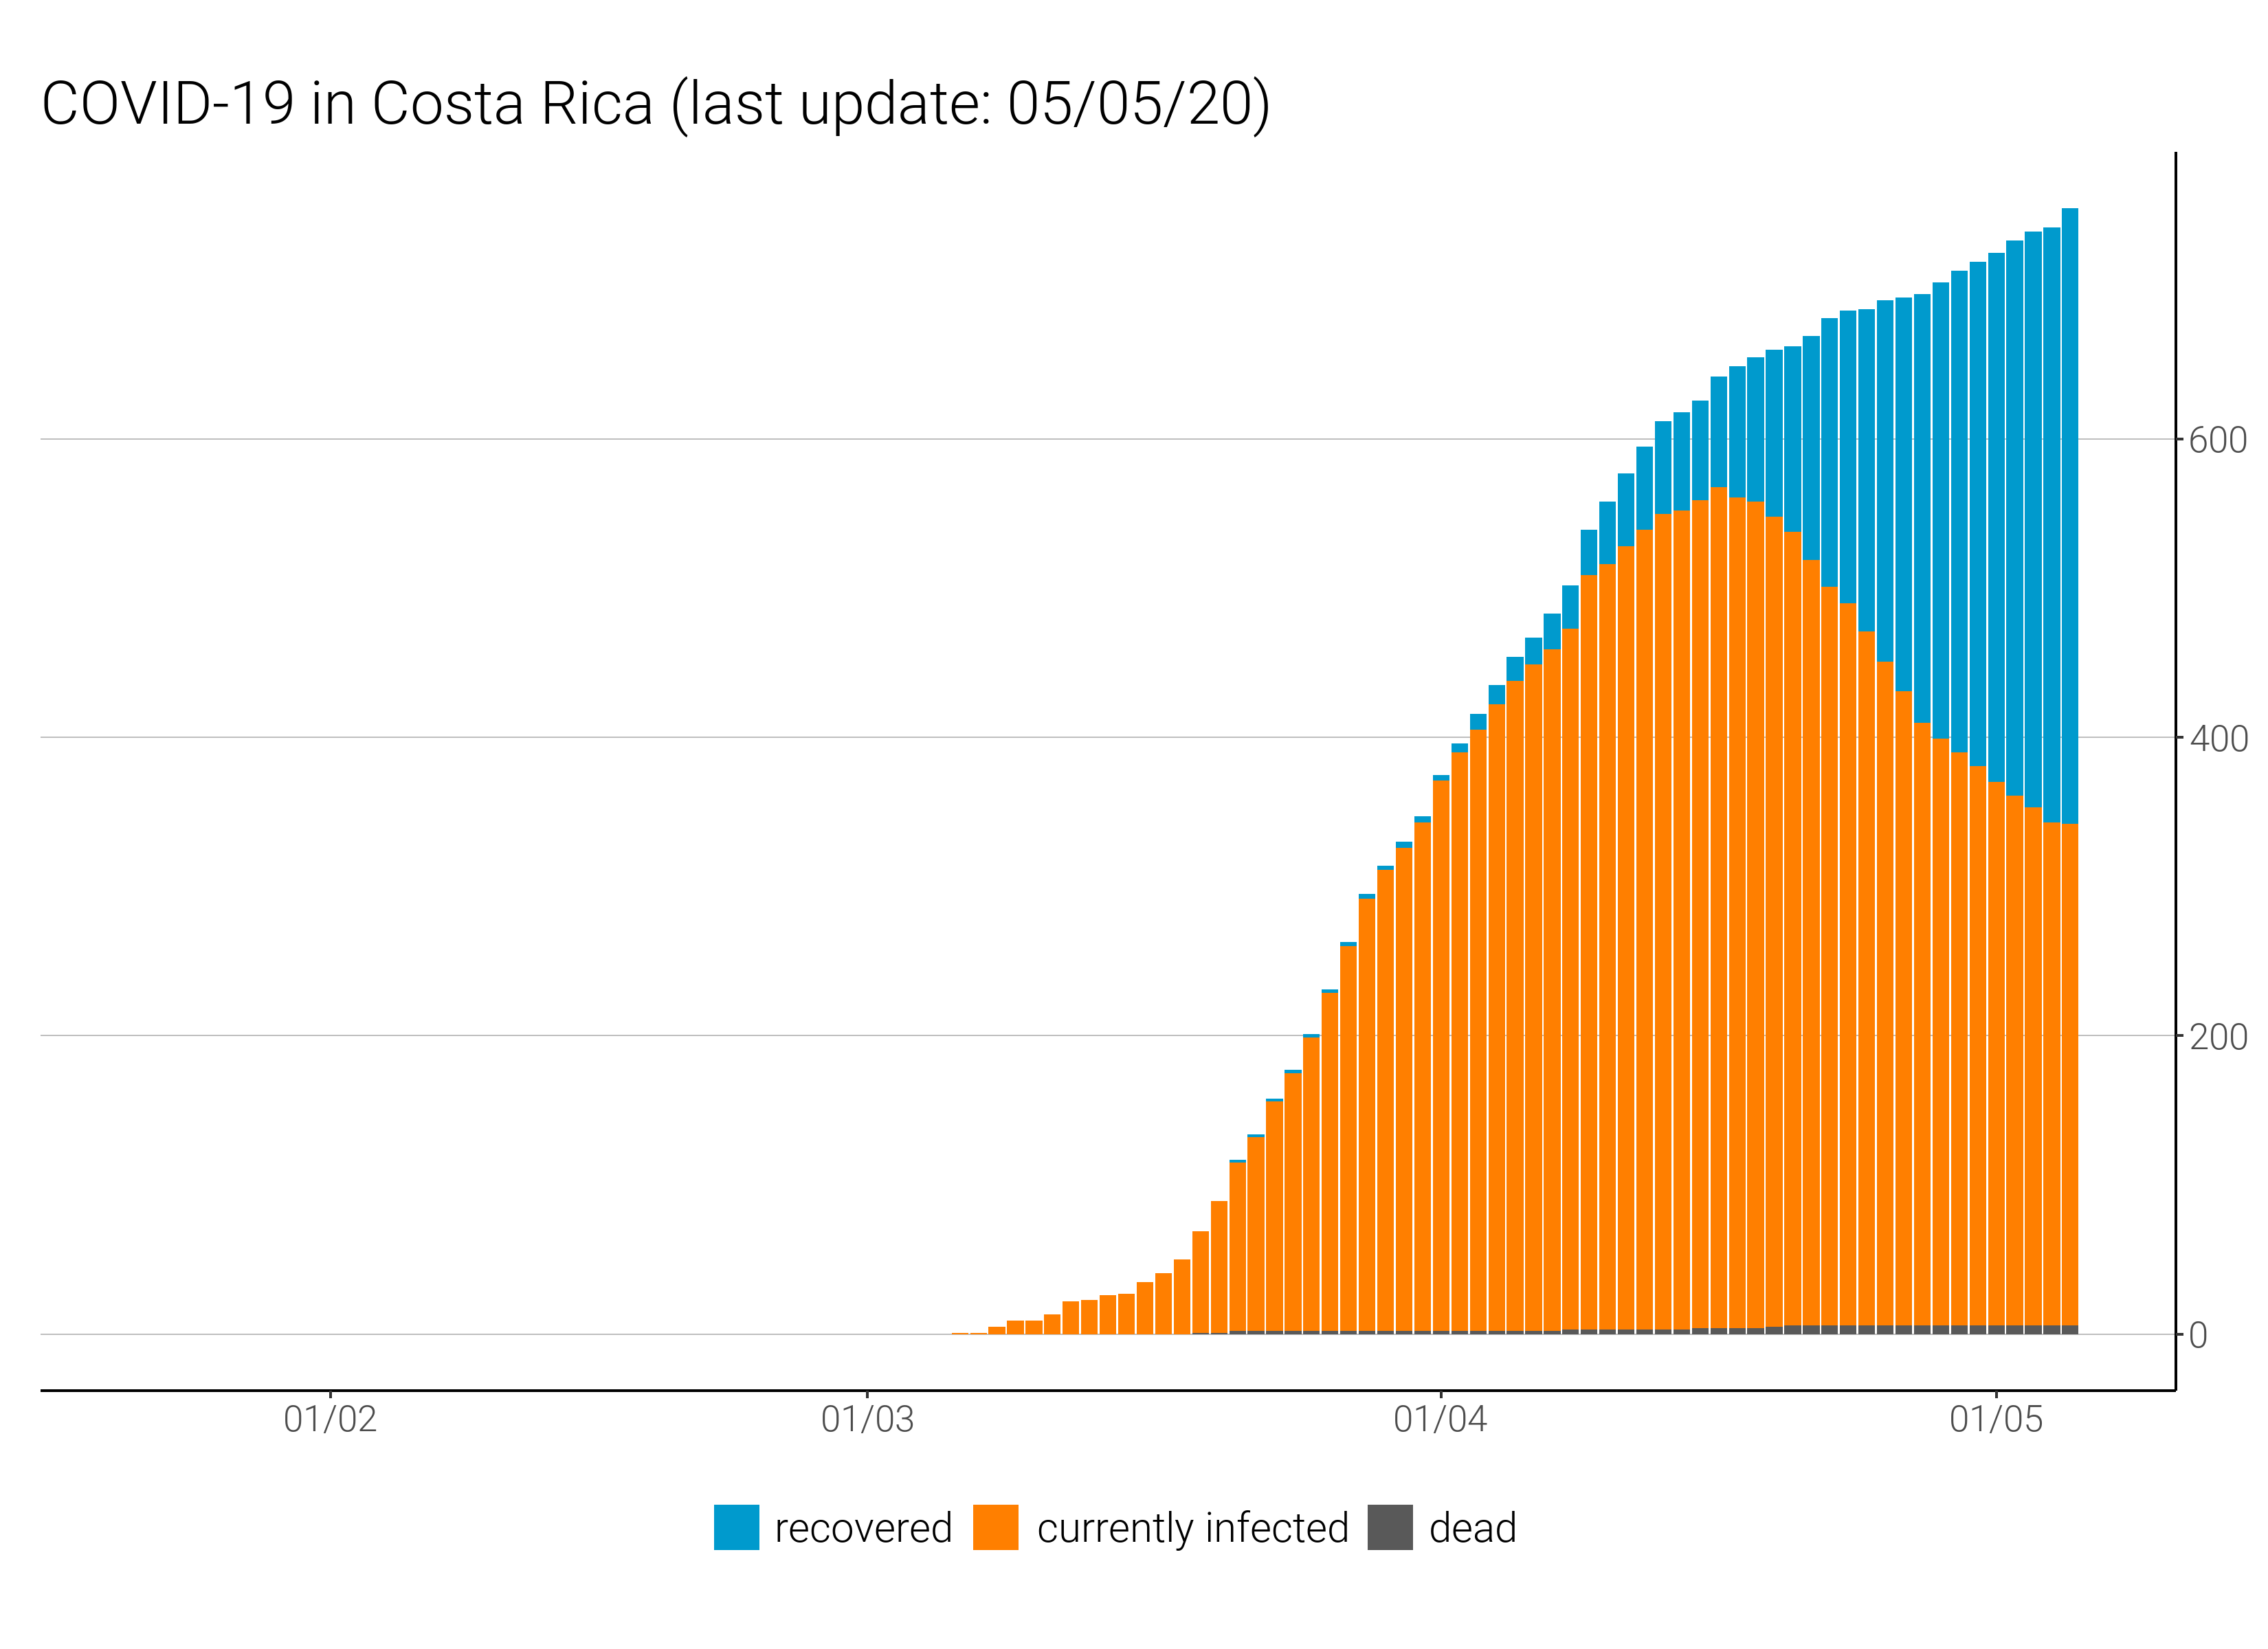 COVID-19 in Costa Rica (last update: 05/05/20)
600
400
200
0
01/02 01/03 01/04 01/05
recovered currently infected dead